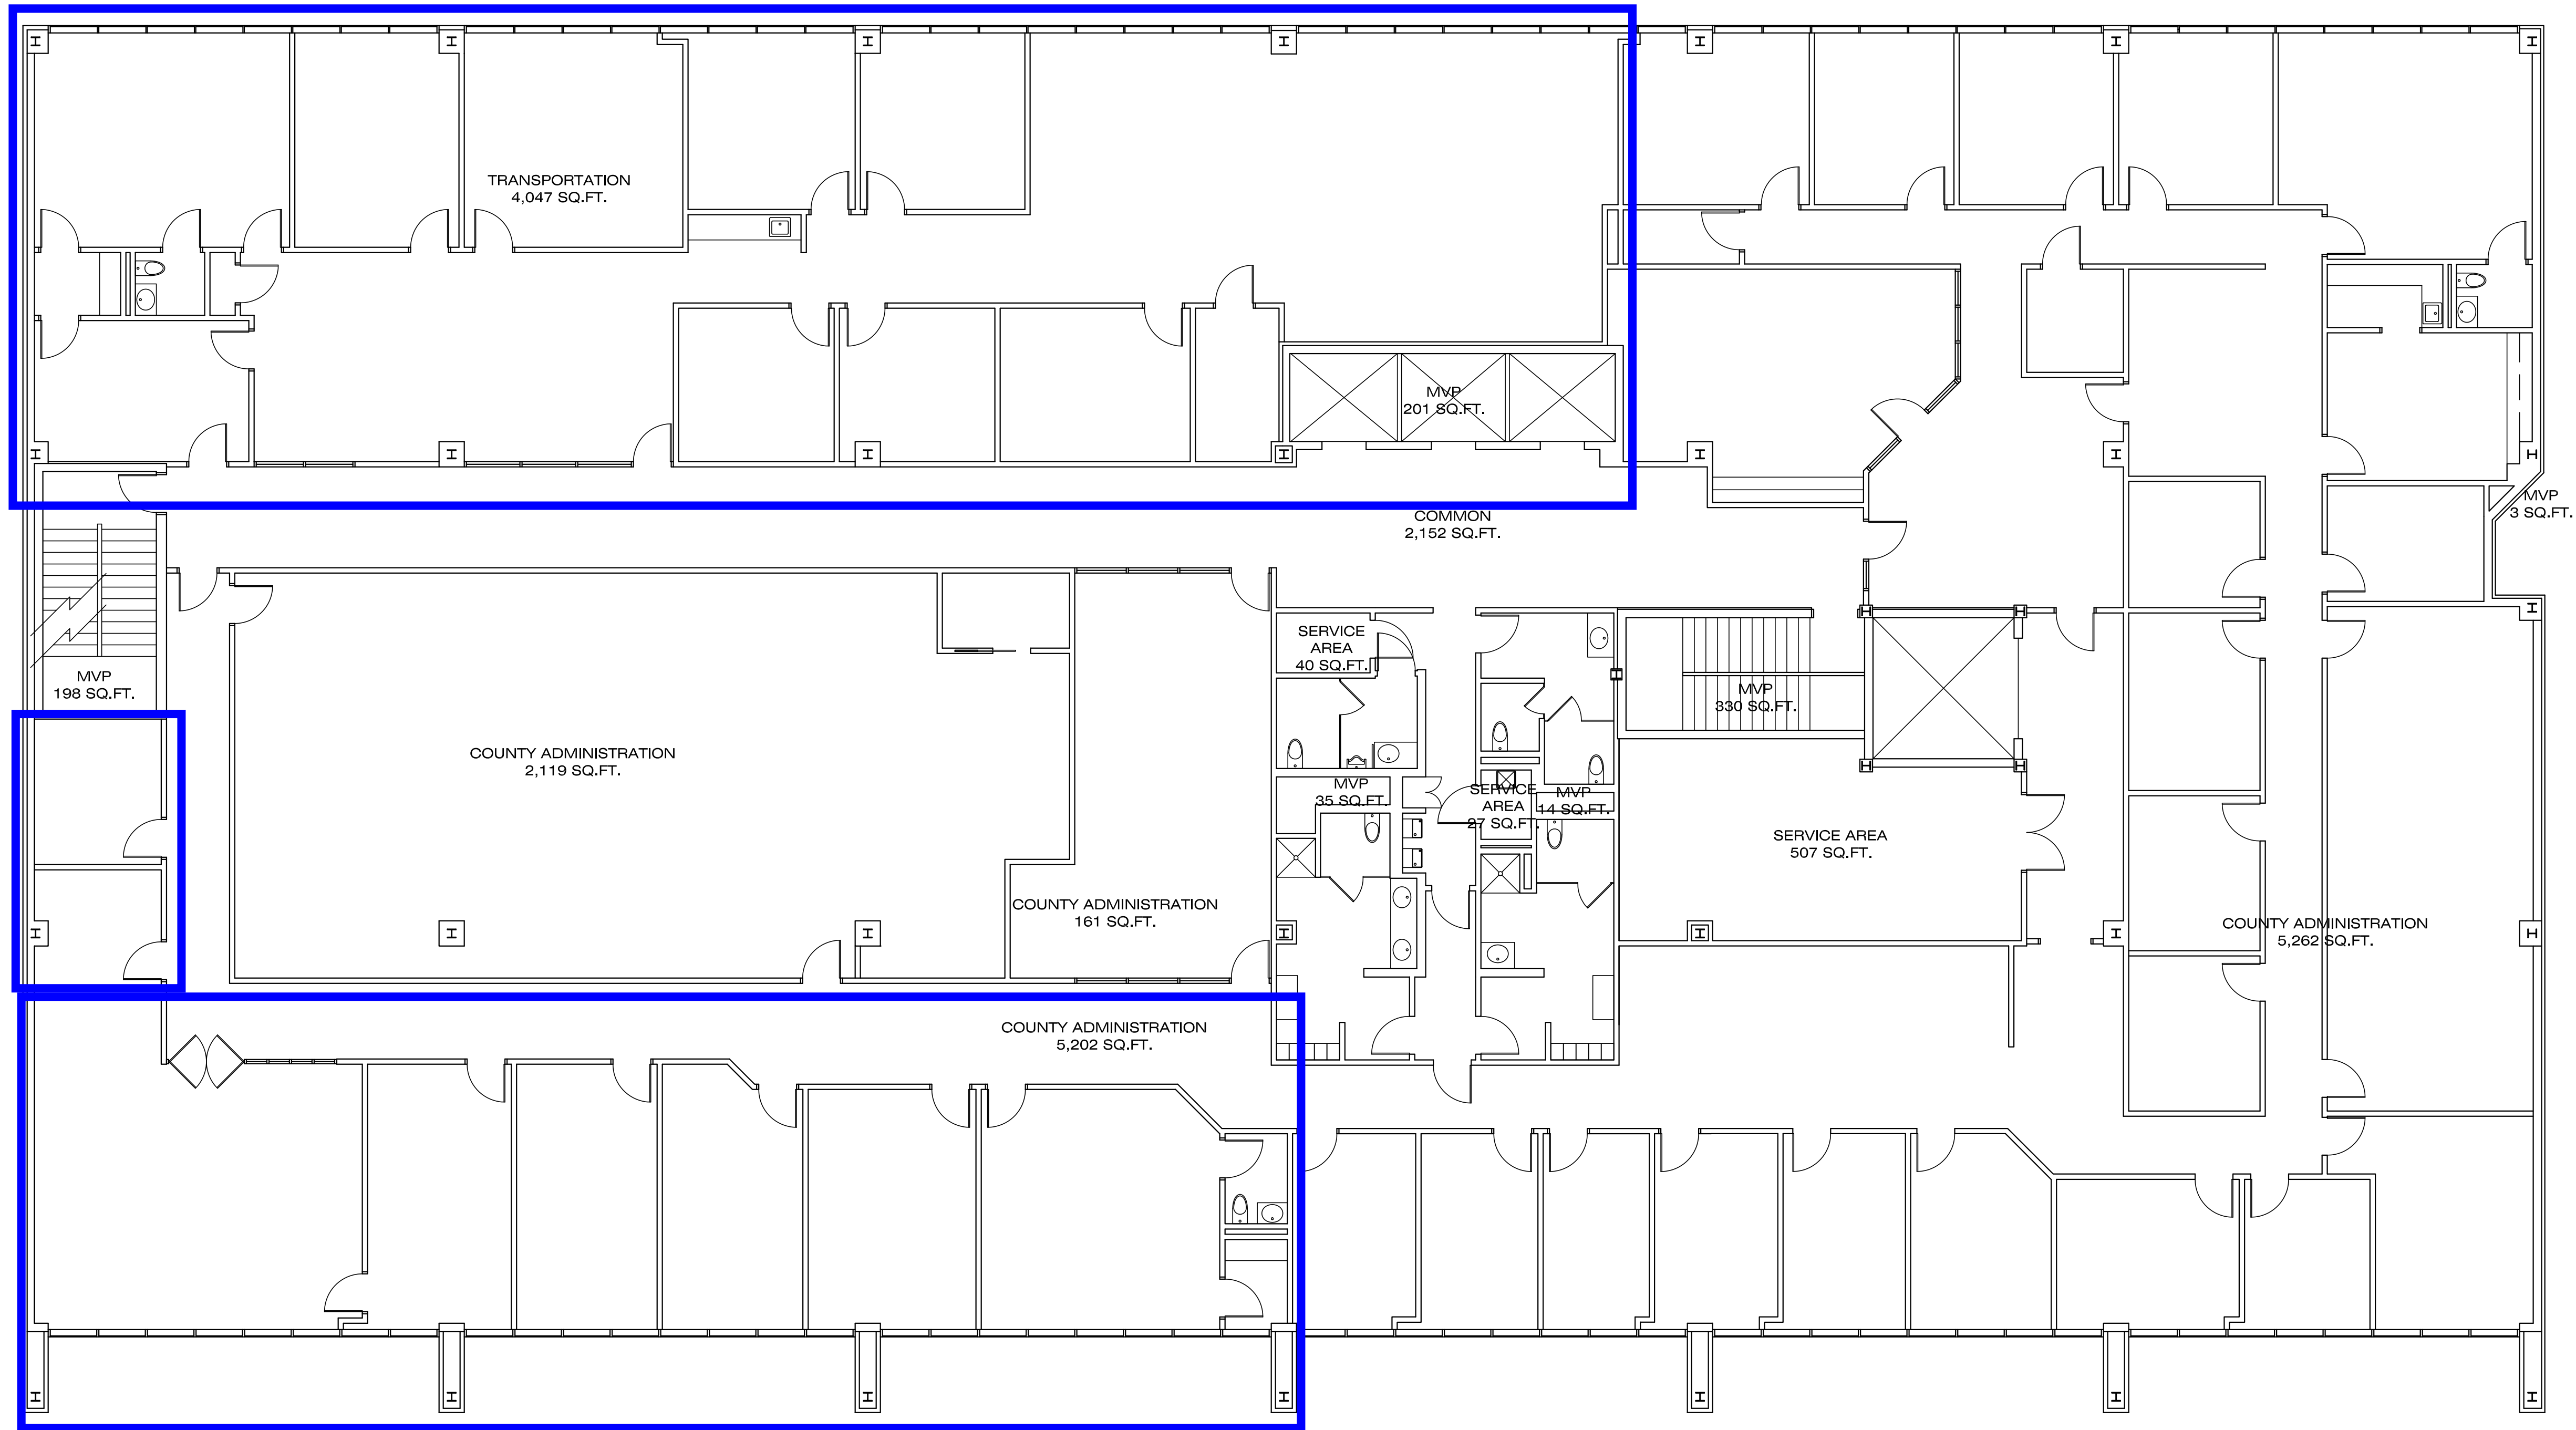 TRANSPORTATION
4,047 SQ.FT.
MVP
201 SQ.FT.
MVP
3 SQ.FT.
COMMON
2,152 SQ.FT.
SERVICE
AREA
40 SQ.FT.
MVP
198 SQ.FT.
MVP
330 SQ.FT.
COUNTY ADMINISTRATION
2,119 SQ.FT.
MVP
35 SQ.FT.
SERVICE
AREA
27 SQ.FT.
MVP
14 SQ.FT.
SERVICE AREA
507 SQ.FT.
COUNTY ADMINISTRATION
161 SQ.FT.
COUNTY ADMINISTRATION
5,262 SQ.FT.
COUNTY ADMINISTRATION
5,202 SQ.FT.